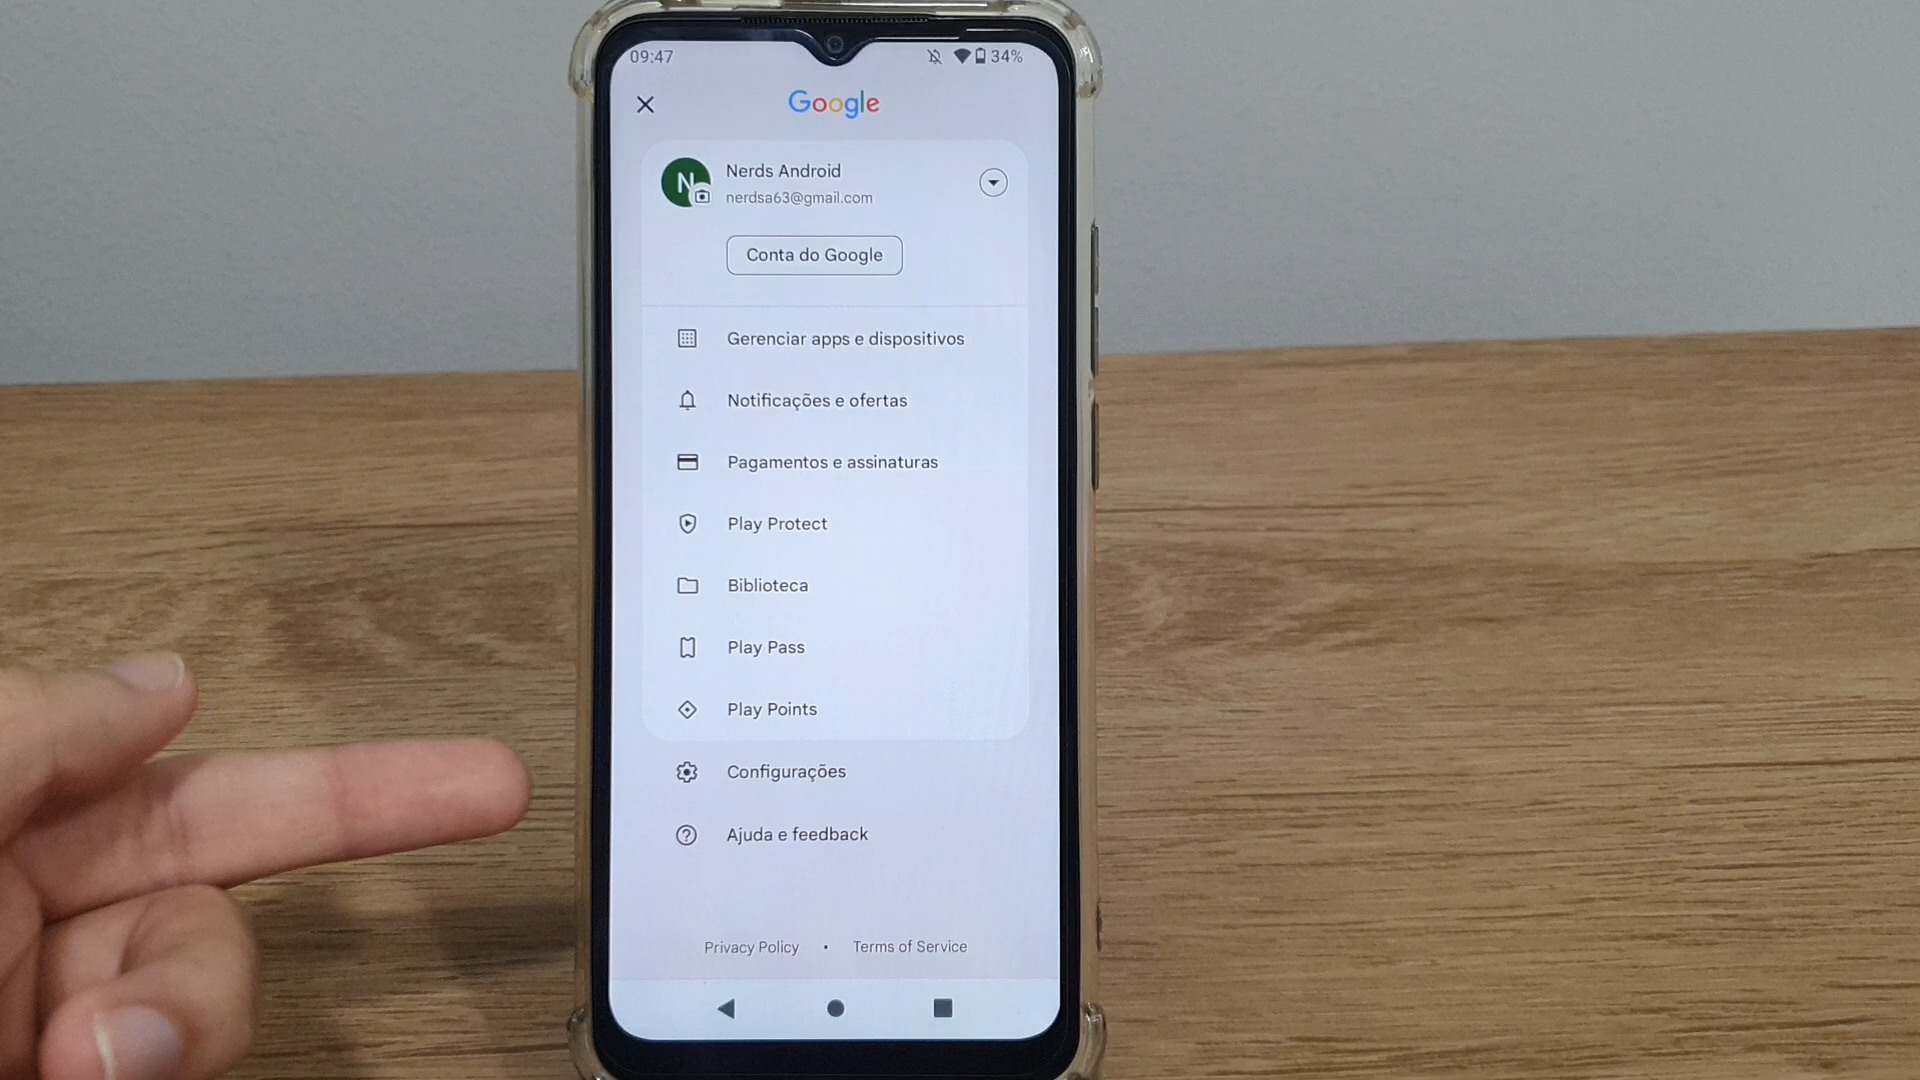 09:47
34%
Google
N
Nerds Android
nerdsa63@gmail.com
Conta do Google
Gerenciar apps e dispositivos
Notificações e ofertas
Pagamentos e assinaturas
Play Protect
Biblioteca
Play Pass
Play Points
Configurações
Ajuda e feedback
Privacy Policy • Terms of Service